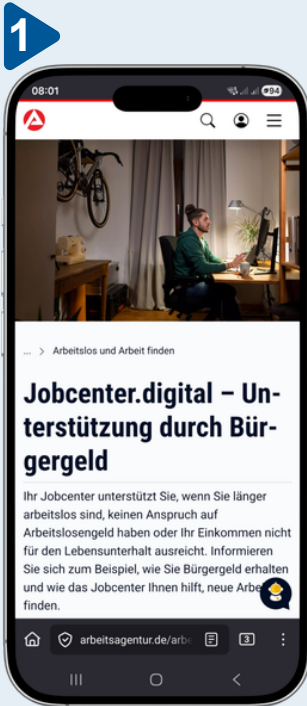 1
08:01
94
... > Arbeitslos und Arbeit finden
Jobcenter.digital – Un-
terstützung durch Bür-
gergeld
Ihr Jobcenter unterstützt Sie, wenn Sie länger
arbeitslos sind, keinen Anspruch auf
Arbeitslosengeld haben oder Ihr Einkommen nicht
für den Lebensunterhalt ausreicht. Informieren
Sie sich zum Beispiel, wie Sie Bürgergeld erhalten
und wie das Jobcenter Ihnen hilft, neue
finden.
arbeitsagentur.de/arbe
3